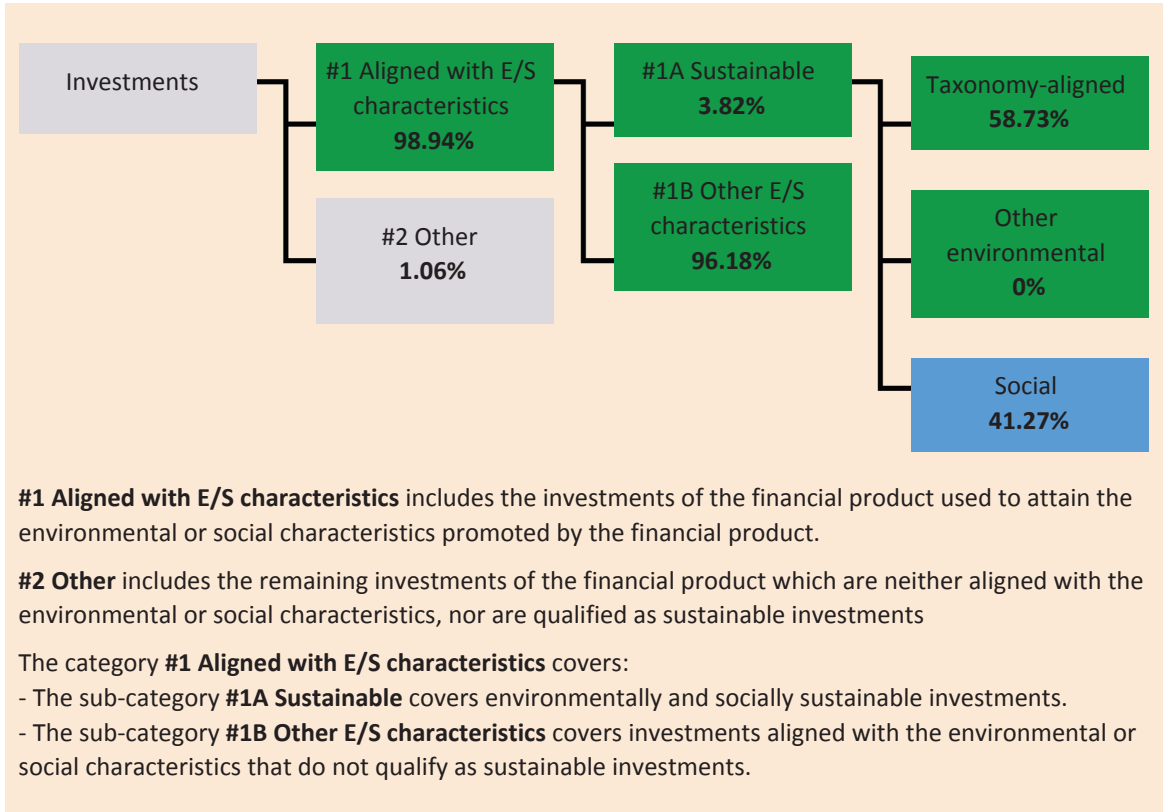 Investments
#1 Aligned with E/S
characteristics
98.94%
#2 Other
1.06%
#1A Sustainable
3.82%
#1B Other E/S
characteristics
96.18%
Taxonomy-aligned
58.73%
Other
environmental
0%
Social
41.27%
#1 Aligned with E/S characteristics includes the investments of the financial product used to attain the
environmental or social characteristics promoted by the financial product.
#2 Other includes the remaining investments of the financial product which are neither aligned with the
environmental or social characteristics, nor are qualified as sustainable investments
The category #1 Aligned with E/S characteristics covers:
- The sub-category #1A Sustainable covers environmentally and socially sustainable investments.
- The sub-category #1B Other E/S characteristics covers investments aligned with the environmental or
social characteristics that do not qualify as sustainable investments.